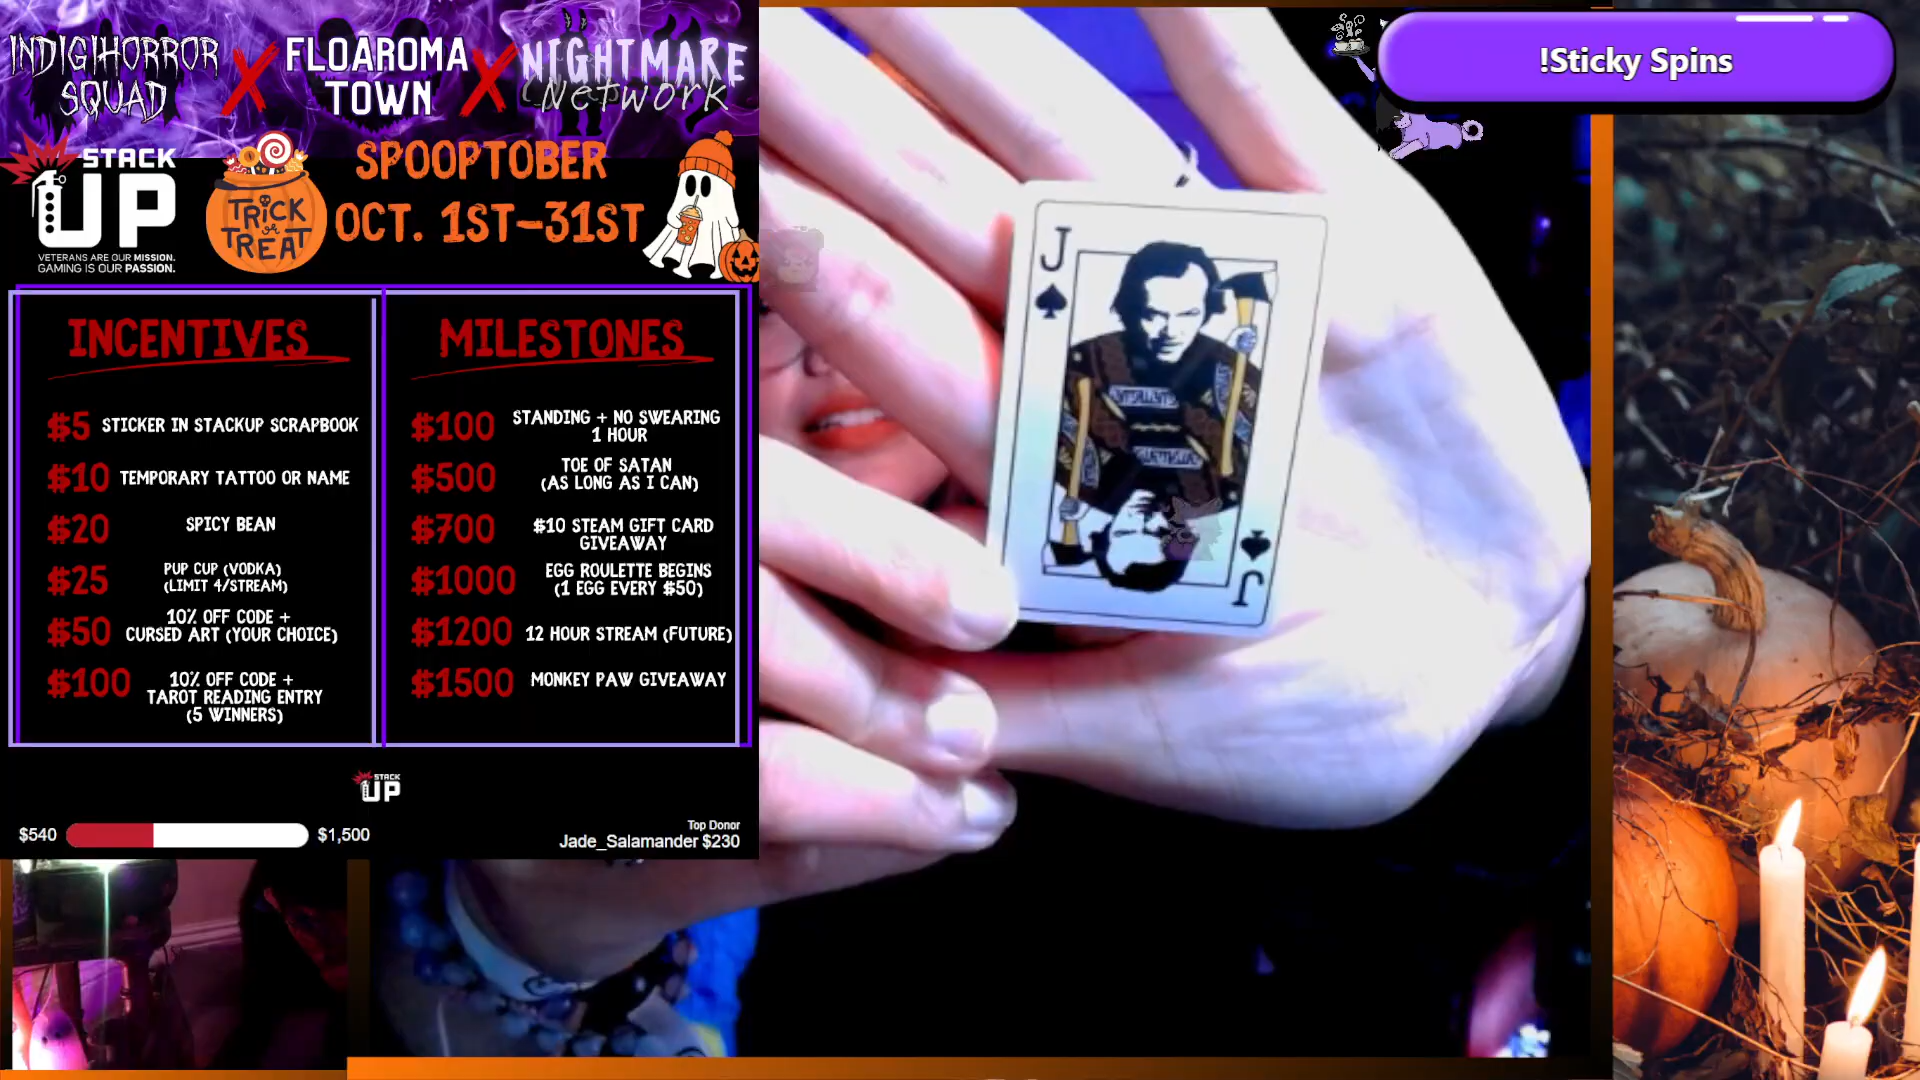 INDIGIHORROR
SQUAD
X
FLOAROMA
TOWN
X
NIGHTMARE
Network
STACK
UP
VETERANS ARE OUR MISSION.
GAMING IS OUR PASSION.
TRICK
or
TREAT
SPOOPTOBER
OCT. 1ST-31ST
INCENTIVES
$5 STICKER IN STACKUP SCRAPBOOK
$10 TEMPORARY TATTOO OR NAME
$20 SPICY BEAN
$25 PUP CUP (VODKA)
(LIMIT 4/STREAM)
$50 10% OFF CODE +
CURSED ART (YOUR CHOICE)
$100 10% OFF CODE +
TAROT READING ENTRY
(5 WINNERS)
MILESTONES
$100 STANDING + NO SWEARING
1 HOUR
$500 TOE OF SATAN
(AS LONG AS I CAN)
$700 $10 STEAM GIFT CARD
GIVEAWAY
$1000 EGG ROULETTE BEGINS
(1 EGG EVERY $50)
$1200 12 HOUR STREAM (FUTURE)
$1500 MONKEY PAW GIVEAWAY
STACK
UP
$540
$1,500
Top Donor
Jade_Salamander $230
!Sticky Spins
J
J